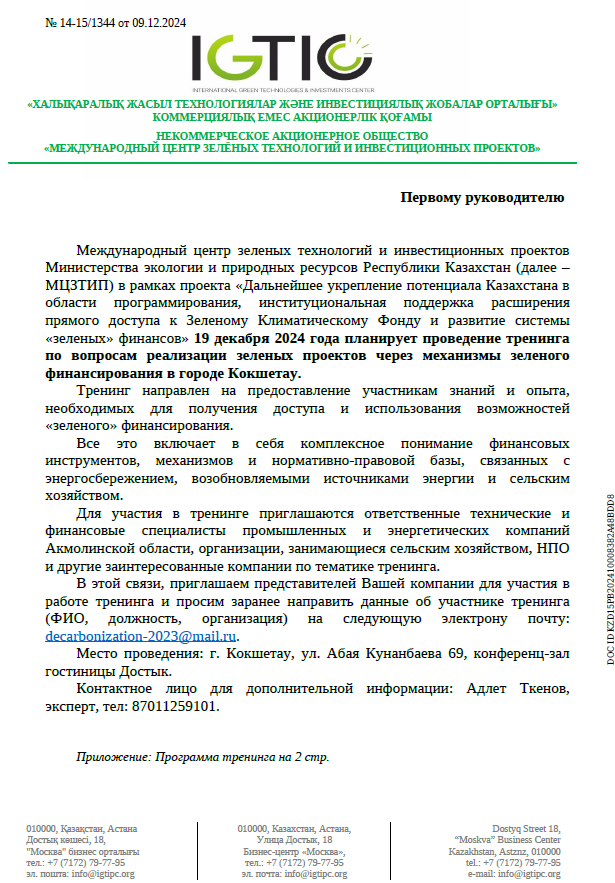 № 14-15/1344 от 09.12.2024
IGTIC
INTERNATIONAL GREEN TECHNOLOGIES & INVESTMENTS CENTER
«ХАЛЫҚАРАЛЫҚ ЖАСЫЛ ТЕХНОЛОГИЯЛАР ЖӘНЕ ИНВЕСТИЦИЯЛЫҚ ЖОБАЛАР ОРТАЛЫҒЫ»
КОММЕРЦИЯЛЫҚ ЕМЕС АКЦИОНЕРЛІК ҚОҒАМЫ
НЕКОММЕРЧЕСКОЕ АКЦИОНЕРНОЕ ОБЩЕСТВО
«МЕЖДУНАРОДНЫЙ ЦЕНТР ЗЕЛЁНЫХ ТЕХНОЛОГИЙ И ИНВЕСТИЦИОННЫХ ПРОЕКТОВ»
Первому руководителю
Международный центр зеленых технологий и инвестиционных проектов
Министерства экологии и природных ресурсов Республики Казахстан (далее –
МЦЗТИП) в рамках проекта «Дальнейшее укрепление потенциала Казахстана в
области программирования, институциональная поддержка расширения
прямого доступа к Зеленому Климатическому Фонду и развитие системы
«зеленых» финансов» 19 декабря 2024 года планирует проведение тренинга
по вопросам реализации зеленых проектов через механизмы зеленого
финансирования в городе Кокшетау.
Тренинг направлен на предоставление участникам знаний и опыта,
необходимых для получения доступа и использования возможностей
«зеленого» финансирования.
Все это включает в себя комплексное понимание финансовых
инструментов, механизмов и нормативно-правовой базы, связанных с
энергосбережением, возобновляемыми источниками энергии и сельским
хозяйством.
Для участия в тренинге приглашаются ответственные технические и
финансовые специалисты промышленных и энергетических компаний
Акмолинской области, организации, занимающиеся сельским хозяйством, НПО
и другие заинтересованные компании по тематике тренинга.
В этой связи, приглашаем представителей Вашей компании для участия в
работе тренинга и просим заранее направить данные об участнике тренинга
(ФИО, должность, организация) на следующую электрону почту:
decarbonization-2023@mail.ru.
Место проведения: г. Кокшетау, ул. Абая Кунанбаева 69, конференц-зал
гостиницы Достык.
Контактное лицо для дополнительной информации: Адлет Ткенов,
эксперт, тел: 87011259101.
Приложение: Программа тренинга на 2 стр.
010000, Қазақстан, Астана
Достық көшесі, 18,
"Москва" бизнес орталығы
тел.: +7 (7172) 79-77-95
эл. пошта: info@igtipc.org
010000, Казахстан, Астана,
Улица Достык, 18
Бизнес-центр «Москва»,
тел.: +7 (7172) 79-77-95
эл. почта: info@igtipc.org
Dostyq Street 18,
“Moskva” Business Center
Kazakhstan, Astznz, 010000
tel.: +7 (7172) 79-77-95
e-mail: info@igtipc.org
DOC ID KZD15PB202410008382A48BDD8